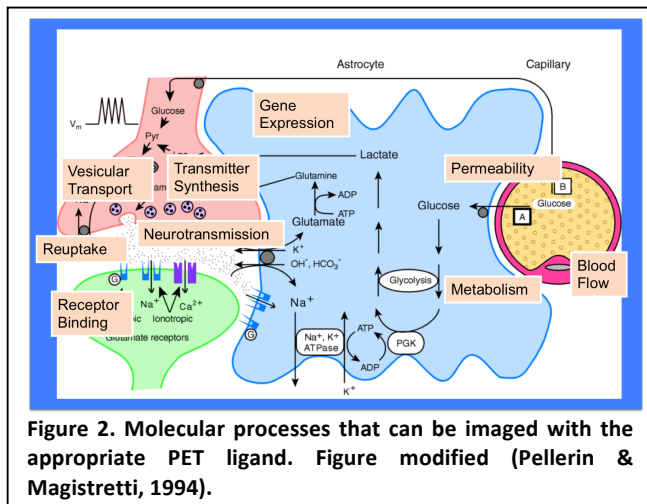 Astrocyte
Capillary
Gene
Expression
Glucose
Vm
Pyr
Lactate
Permeability
Vesicular
Transport
Transmitter
Synthesis
Glutamine
ADP
ATP
B
Glucose
A
Glucose
Glutamate
Neurotransmission
K+
OH-, HCO3-
Reuptake
Blood
Flow
Glycolysis
Metabolism
G
Na+
Ca2+
Receptor
Binding
Ionotropic
Glutamate receptors
Na+
G
Na+, K+
ATPase
ATP
ADP
PGK
K+
Figure 2. Molecular processes that can be imaged with the
appropriate PET ligand. Figure modified (Pellerin &
Magistretti, 1994).